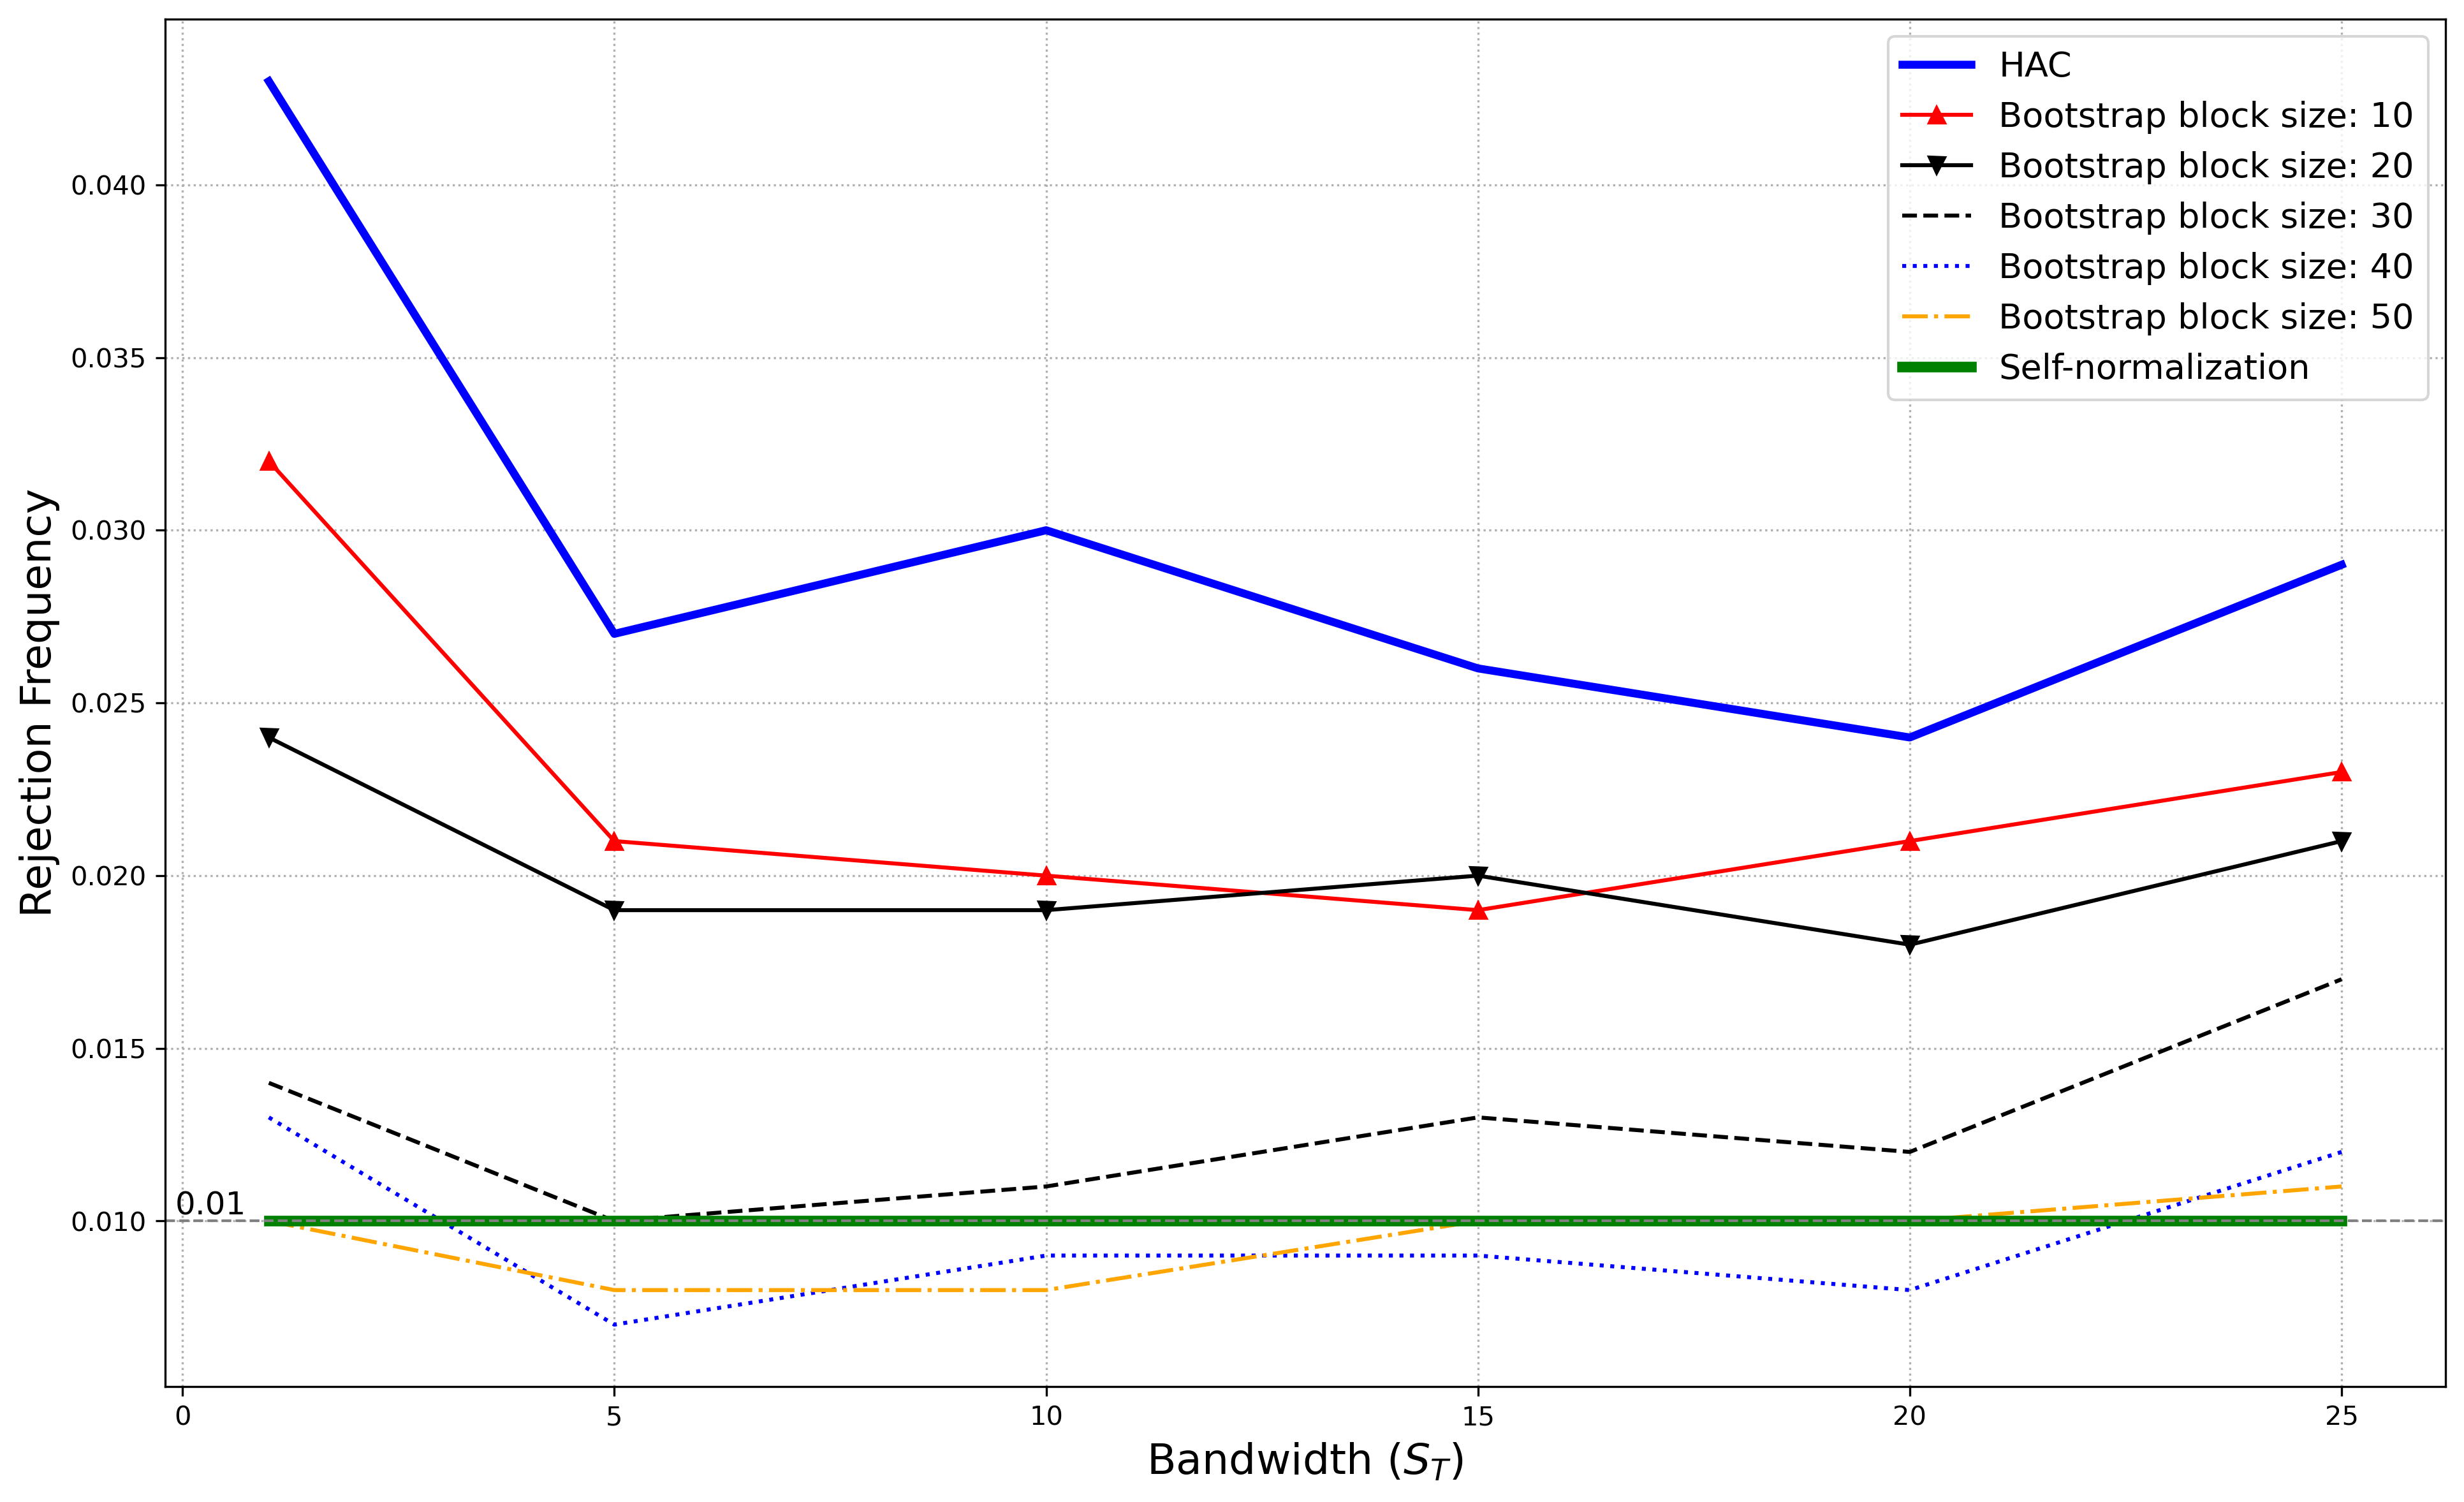 HAC
Bootstrap block size: 10
Bootstrap block size: 20
Bootstrap block size: 30
Bootstrap block size: 40
Bootstrap block size: 50
Self-normalization
Rejection Frequency
0.040
0.035
0.030
0.025
0.020
0.015
0.01
0.010
0
5
10
15
20
25
Bandwidth (S_T)